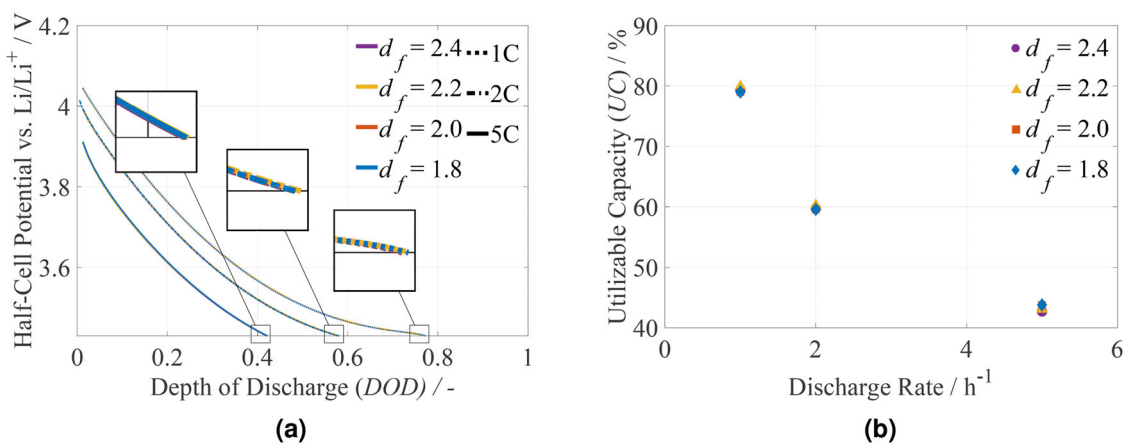 4.2
4
3.8
3.6
Half-Cell Potential vs. Li/Li⁺ / V
d_f = 2.4 1C
d_f = 2.2 2C
d_f = 2.0 5C
d_f = 1.8
0 0.2 0.4 0.6 0.8 1
Depth of Discharge (DOD) / -
(a)
90
80
70
60
50
40
Utilizable Capacity (UC) / %
d_f = 2.4
d_f = 2.2
d_f = 2.0
d_f = 1.8
0 2 4 6
Discharge Rate / h⁻¹
(b)